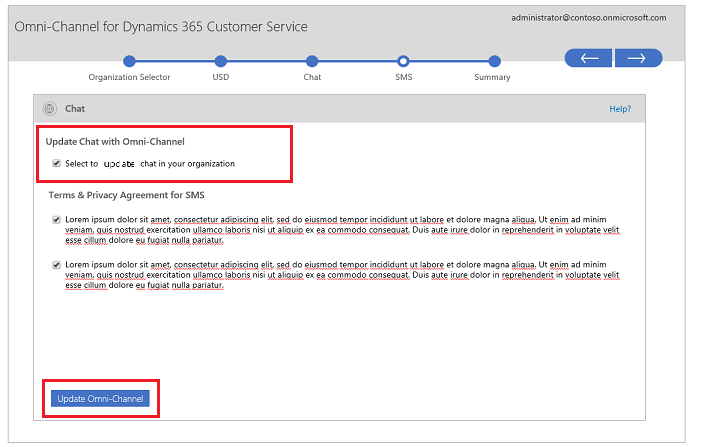 administrator@contoso.onmicrosoft.com
Omni-Channel for Dynamics 365 Customer Service
Organization Selector USD Chat SMS Summary
Chat Help?
Update Chat with Omni-Channel
Select to update chat in your organization
Terms & Privacy Agreement for SMS
Lorem ipsum dolor sit amet, consectetur adipiscing elit, sed do eiusmod tempor incididunt ut labore et dolore magna aliqua. Ut enim ad minim
veniam, quis nostrud exercitation ullamco laboris nisi ut aliquip ex ea commodo consequat. Duis aute irure dolor in reprehenderit in voluptate velit
esse cillum dolore eu fugiat nulla pariatur.
Lorem ipsum dolor sit amet, consectetur adipiscing elit, sed do eiusmod tempor incididunt ut labore et dolore magna aliqua. Ut enim ad minim
veniam, quis nostrud exercitation ullamco laboris nisi ut aliquip ex ea commodo consequat. Duis aute irure dolor in reprehenderit in voluptate velit
esse cillum dolore eu fugiat nulla pariatur.
Update Omni-Channel